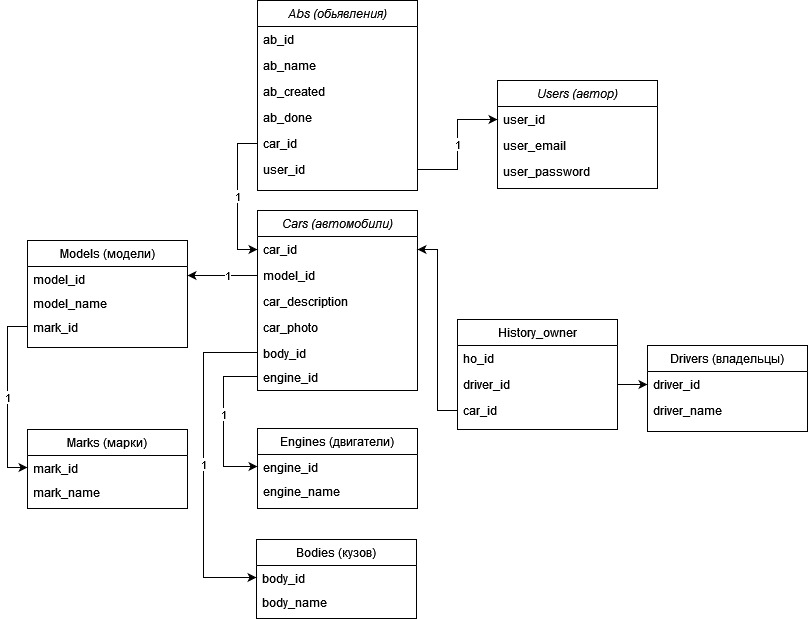 Abs (обьявления)
ab_id
ab_name
ab_created
ab_done
car_id
user_id
Users (автор)
user_id
user_email
user_password
1
1
Cars (автомобили)
car_id
model_id
car_description
car_photo
body_id
engine_id
Models (модели)
model_id
model_name
mark_id
1
History_owner
ho_id
driver_id
car_id
Drivers (владельцы)
driver_id
driver_name
1
1
1
Marks (марки)
mark_id
mark_name
Engines (двигатели)
engine_id
engine_name
Bodies (кузов)
body_id
body_name